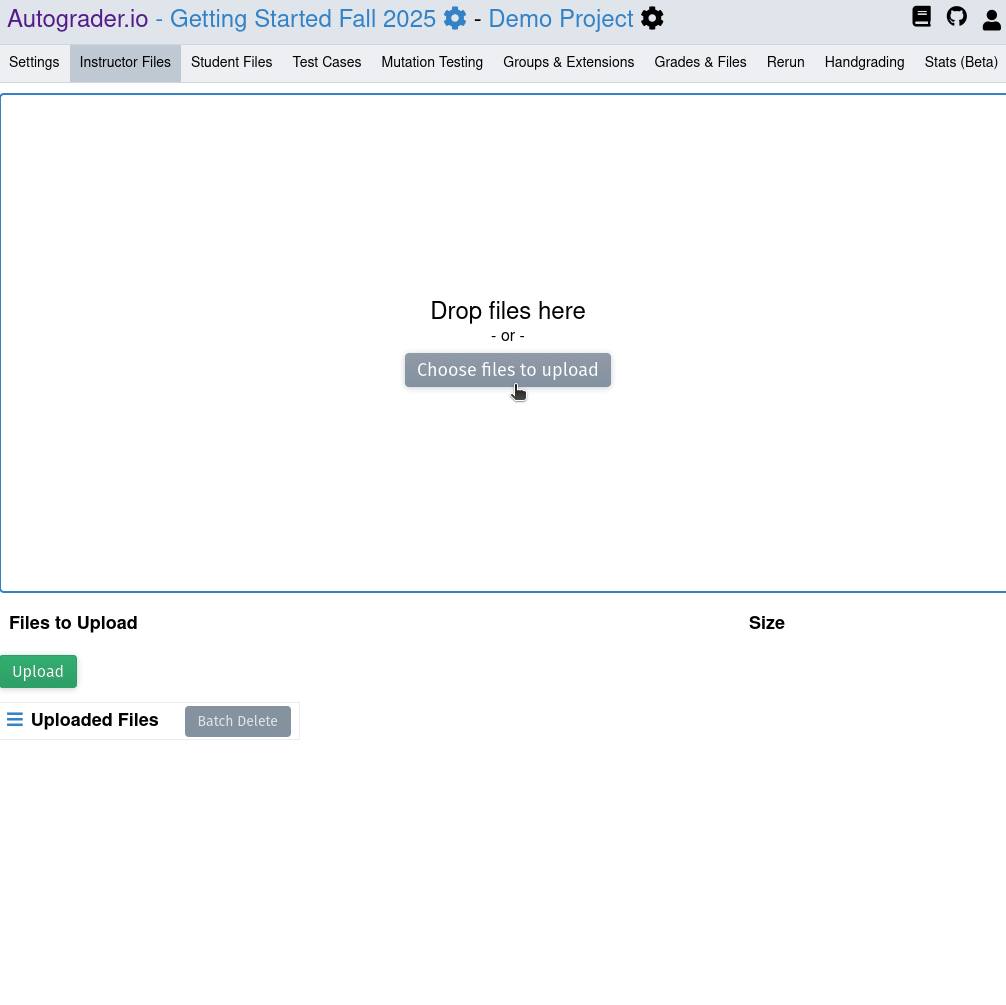 Autograder.io - Getting Started Fall 2025 - Demo Project
Settings Instructor Files Student Files Test Cases Mutation Testing Groups & Extensions Grades & Files Rerun Handgrading Stats (Beta)
Drop files here
- or -
Choose files to upload
Files to Upload Size
Upload
Uploaded Files Batch Delete